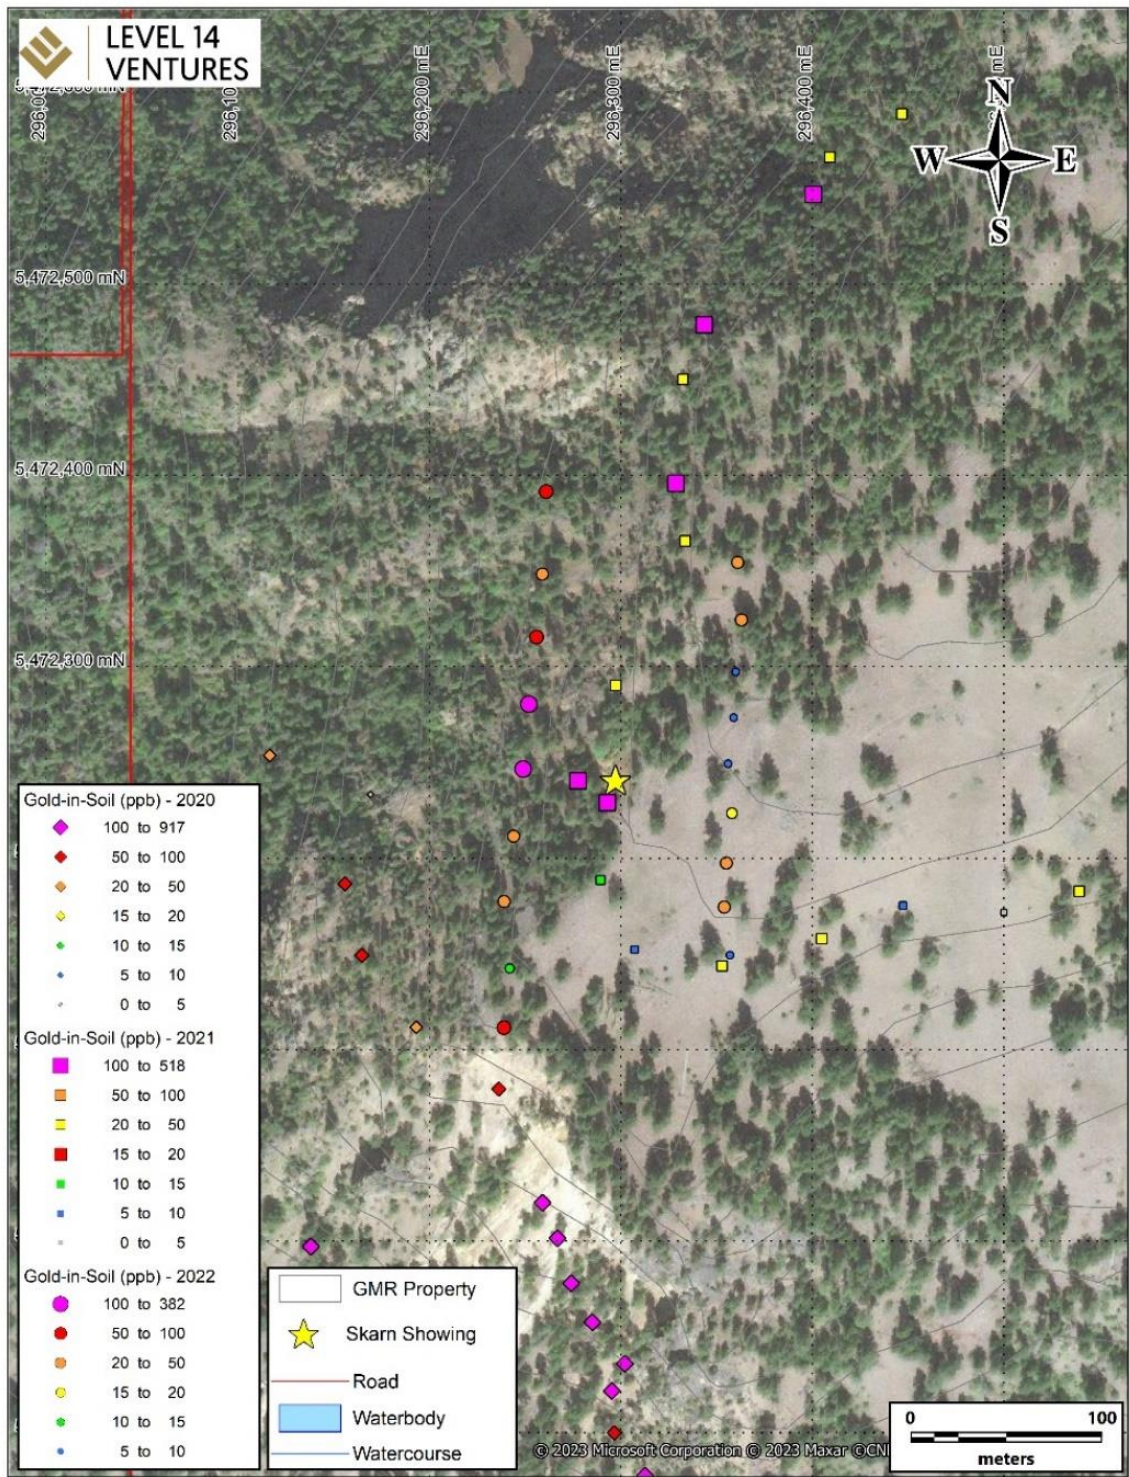 LEVEL 14
VENTURES
296,200 mE
296,300 mE
296,400 mE
N
W
E
S
5,472,500 mN
5,472,400 mN
5,472,300 mN
Gold-in-Soil (ppb) - 2020
100 to 917
50 to 100
20 to 50
15 to 20
10 to 15
5 to 10
0 to 5
Gold-in-Soil (ppb) - 2021
100 to 518
50 to 100
20 to 50
15 to 20
10 to 15
5 to 10
0 to 5
Gold-in-Soil (ppb) - 2022
100 to 382
50 to 100
20 to 50
15 to 20
10 to 15
5 to 10
GMR Property
Skarn Showing
Road
Waterbody
Watercourse
0 100
meters
© 2023 Microsoft Corporation © 2023 Maxar